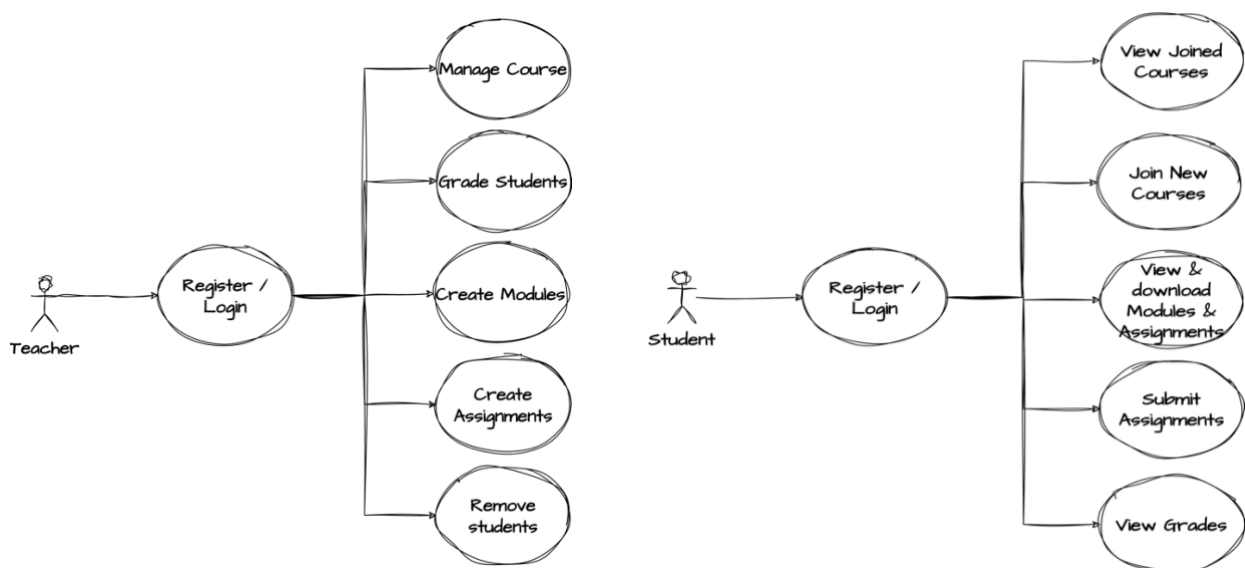 Manage Course
Grade Students
Register /
Login
Create Modules
Teacher
Create
Assignments
Remove
students
View Joined
Courses
Join New
Courses
Register /
Login
View &
download
Modules &
Assignments
Student
Submit
Assignments
View Grades